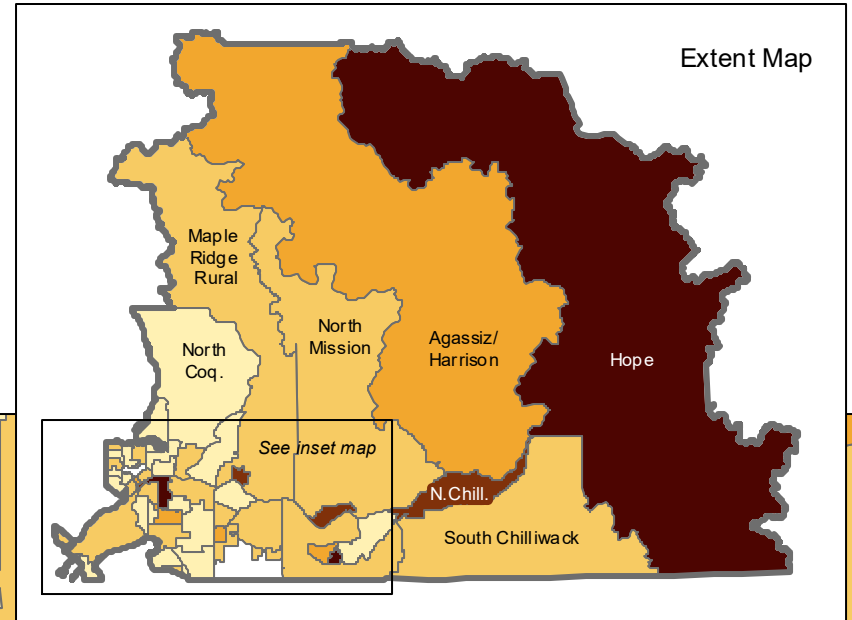 Extent Map
Maple
Ridge
Rural
North
Mission
North
Coq.
Agassiz/
Harrison
Hope
See inset map
N.Chill.
South Chilliwack